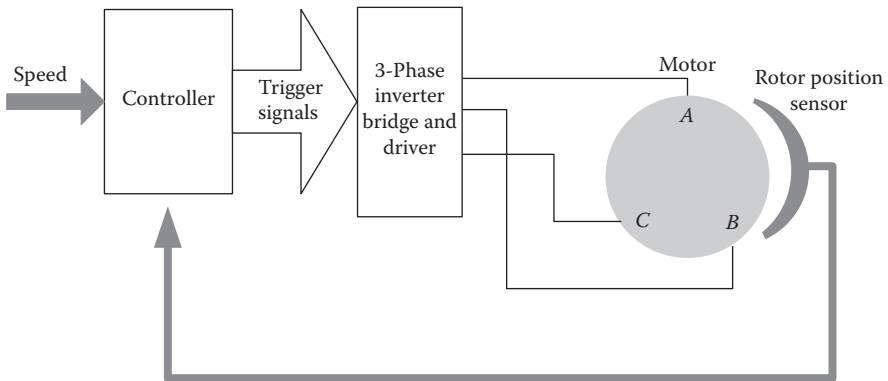 Speed
Controller
Trigger
signals
3-Phase
inverter
bridge and
driver
Motor
A
C
B
Rotor position
sensor